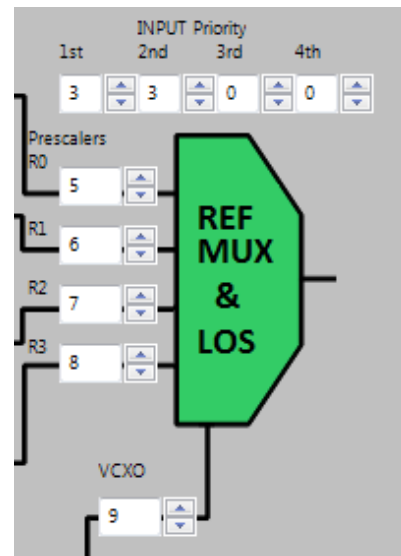 INPUT Priority
1st 2nd 3rd 4th
3 3 0 0
Prescalers
R0
5
R1
6
R2
7
R3
8
REF
MUX
&
LOS
VCXO
9